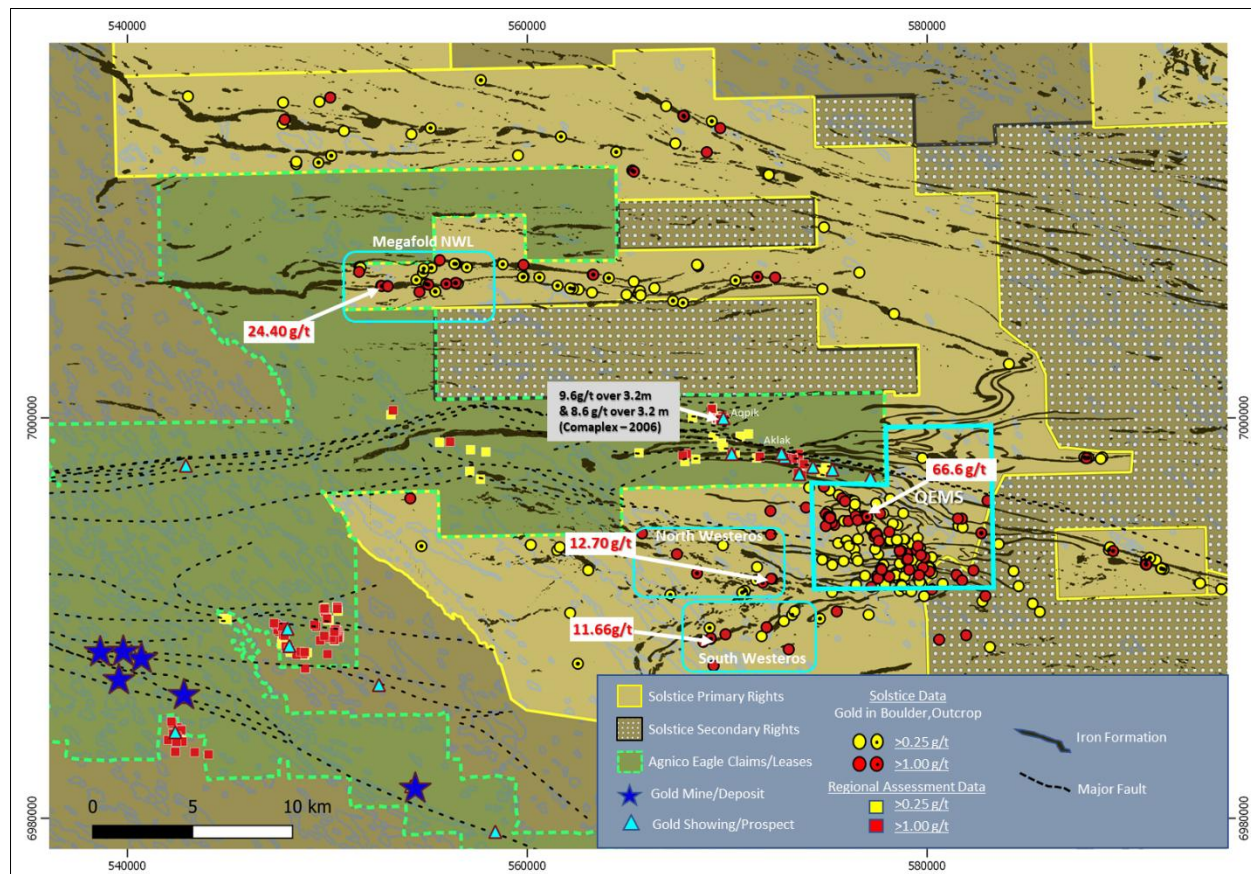 540000
560000
580000
Megafold NWL
24.40 g/t
7000000
9.6g/t over 3.2m
& 8.6 g/t over 3.2 m
(Comaplex – 2006)
Aqpik
Aklak
7000000
66.6 g/t
QEMS
North Westeros
12.70 g/t
11.66g/t
South Westeros
Solstice Primary Rights
Solstice Secondary Rights
Agnico Eagle Claims/Leases
Gold Mine/Deposit
Gold Showing/Prospect
Solstice Data
Gold in Boulder,Outcrop
>0.25 g/t
>1.00 g/t
Regional Assessment Data
>0.25 g/t
>1.00 g/t
Iron Formation
Major Fault
0
5
10 km
6980000
6980000
540000
560000
580000